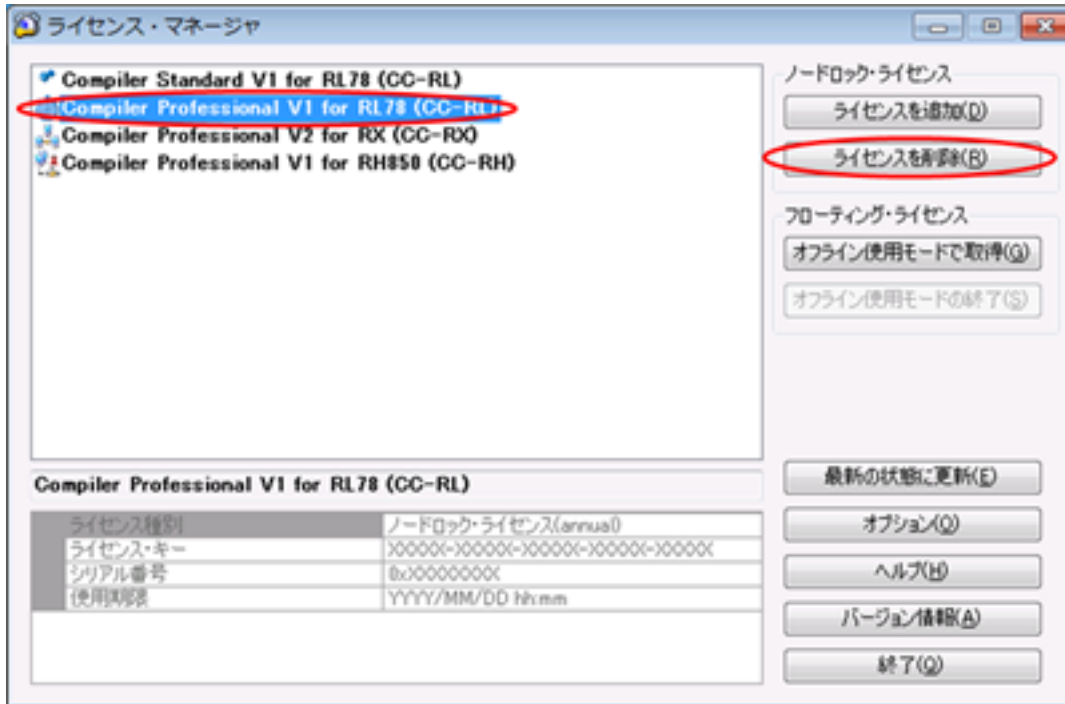 ライセンス・マネージャ
Compiler Standard V1 for RL78 (CC-RL)
Compiler Professional V1 for RL78 (CC-RL)
Compiler Professional V2 for RX (CC-RX)
Compiler Professional V1 for RH850 (CC-RH)
ノードロック・ライセンス
ライセンスを追加(D)
ライセンスを削除(R)
フローティング・ライセンス
オフライン使用モードで取得(G)
オフライン使用モードの終了(S)
Compiler Professional V1 for RL78 (CC-RL)
ライセンス種別 ノードロック・ライセンス(annual)
ライセンス・キー XXXXX-XXXXX-XXXXX-XXXXX-XXXXX
シリアル番号 0xXXXXXXXX
使用期限 YYYY/MM/DD hh:mm
最新の状態に更新(E)
オプション(O)
ヘルプ(H)
バージョン情報(A)
終了(Q)